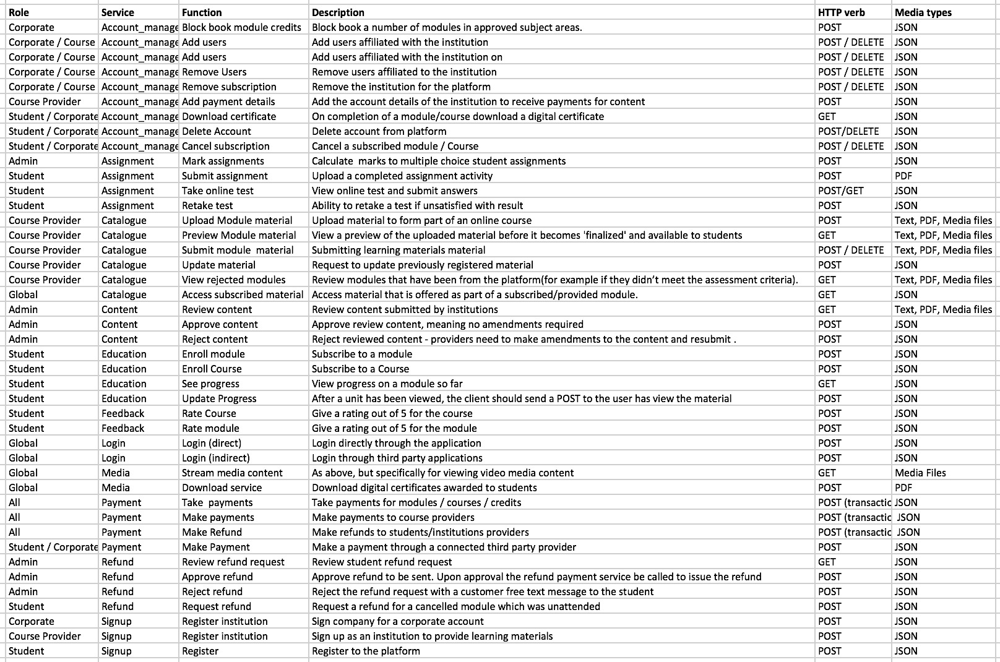 Role Service Function Description HTTP verb Media types
Corporate Account_manage Block book module credits Block book a number of modules in approved subject areas. POST JSON
Corporate / Course Account_manage Add users Add users affiliated with the institution POST / DELETE JSON
Corporate / Course Account_manage Add users Add users affiliated with the institution on POST / DELETE JSON
Corporate / Course Account_manage Remove Users Remove users affiliated to the institution POST / DELETE JSON
Corporate / Course Account_manage Remove subscription Remove the institution for the platform POST / DELETE JSON
Course Provider Account_manage Add payment details Add the account details of the institution to receive payments for content POST JSON
Student / Corporate Account_manage Download certificate On completion of a module/course download a digital certificate GET JSON
Student / Corporate Account_manage Delete Account Delete account from platform POST/DELETE JSON
Student / Corporate Account_manage Cancel subscription Cancel a subscribed module / Course POST / DELETE JSON
Admin Assignment Mark assignments Calculate  marks to multiple choice student assignments POST JSON
Student Assignment Submit assignment Upload a completed assignment activity POST PDF
Student Assignment Take online test View online test and submit answers POST/GET JSON
Student Assignment Retake test Ability to retake a test if unsatisfied with result POST JSON
Course Provider Catalogue Upload Module material Upload material to form part of an online course POST Text, PDF, Media files
Course Provider Catalogue Preview Module material View a preview of the uploaded material before it becomes 'finalized' and available to students GET Text, PDF, Media files
Course Provider Catalogue Submit module  material Submitting learning materials material POST / DELETE Text, PDF, Media files
Course Provider Catalogue Update material Request to update previously registered material POST JSON
Course Provider Catalogue View rejected modules Review modules that have been from the platform(for example if they didn’t meet the assessment criteria). GET Text, PDF, Media files
Global Catalogue Access subscribed material Access material that is offered as part of a subscribed/provided module. GET JSON
Admin Content Review content Review content submitted by institutions GET Text, PDF, Media files
Admin Content Approve content Approve review content, meaning no amendments required POST JSON
Admin Content Reject content Reject reviewed content - providers need to make amendments to the content and resubmit . POST JSON
Student Education Enroll module Subscribe to a module POST JSON
Student Education Enroll Course Subscribe to a Course POST JSON
Student Education See progress View progress on a module so far GET JSON
Student Education Update Progress After a unit has been viewed, the client should send a POST to the user has view the material POST JSON
Student Feedback Rate Course Give a rating out of 5 for the course POST JSON
Student Feedback Rate module Give a rating out of 5 for the module POST JSON
Global Login Login (direct) Login directly through the application POST JSON
Global Login Login (indirect) Login through third party applications POST JSON
Global Media Stream media content As above, but specifically for viewing video media content GET Media Files
Global Media Download service Download digital certificates awarded to students POST PDF
All Payment Take  payments Take payments for modules / courses / credits POST (transactio JSON
All Payment Make payments Make payments to course providers POST (transactio JSON
All Payment Make Refund Make refunds to students/institutions providers POST (transactio JSON
Student / Corporate Payment Make Payment Make a payment through a connected third party provider POST JSON
Admin Refund Review refund request Review student refund request GET JSON
Admin Refund Approve refund Approve refund to be sent. Upon approval the refund payment service be called to issue the refund POST JSON
Admin Refund Reject refund Reject the refund request with a customer free text message to the student POST JSON
Student Refund Request refund Request a refund for a cancelled module which was unattended POST JSON
Corporate Signup Register institution Sign company for a corporate account POST JSON
Course Provider Signup Register institution Sign up as an institution to provide learning materials POST JSON
Student Signup Register Register to the platform POST JSON